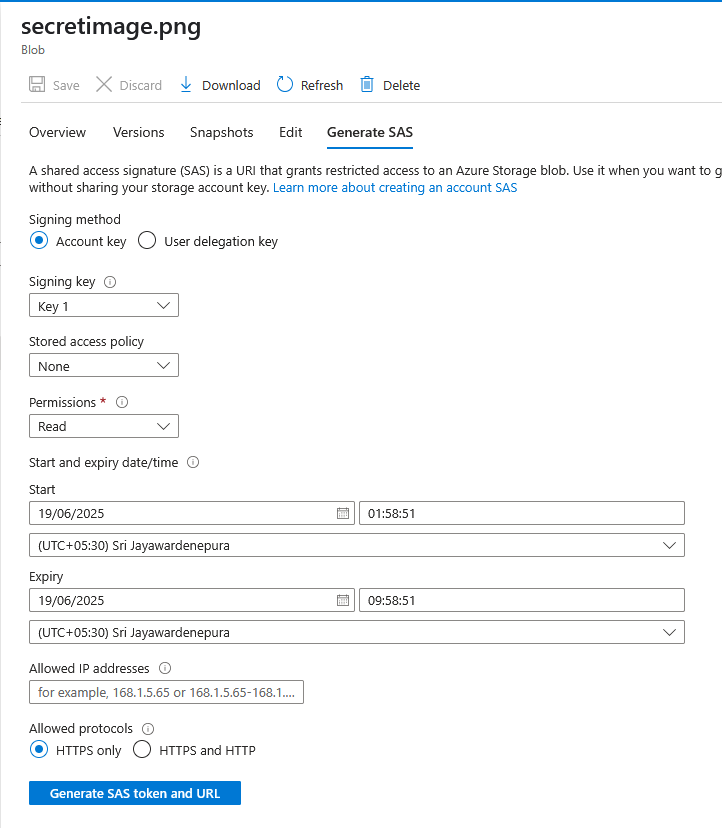 secretimage.png
Blob
Save Discard Download Refresh Delete
Overview Versions Snapshots Edit Generate SAS
A shared access signature (SAS) is a URI that grants restricted access to an Azure Storage blob. Use it when you want to g
without sharing your storage account key. Learn more about creating an account SAS
Signing method
Account key User delegation key
Signing key
Key 1
Stored access policy
None
Permissions *
Read
Start and expiry date/time
Start
19/06/2025 01:58:51
(UTC+05:30) Sri Jayawardenepura
Expiry
19/06/2025 09:58:51
(UTC+05:30) Sri Jayawardenepura
Allowed IP addresses
for example, 168.1.5.65 or 168.1.5.65-168.1....
Allowed protocols
HTTPS only HTTPS and HTTP
Generate SAS token and URL